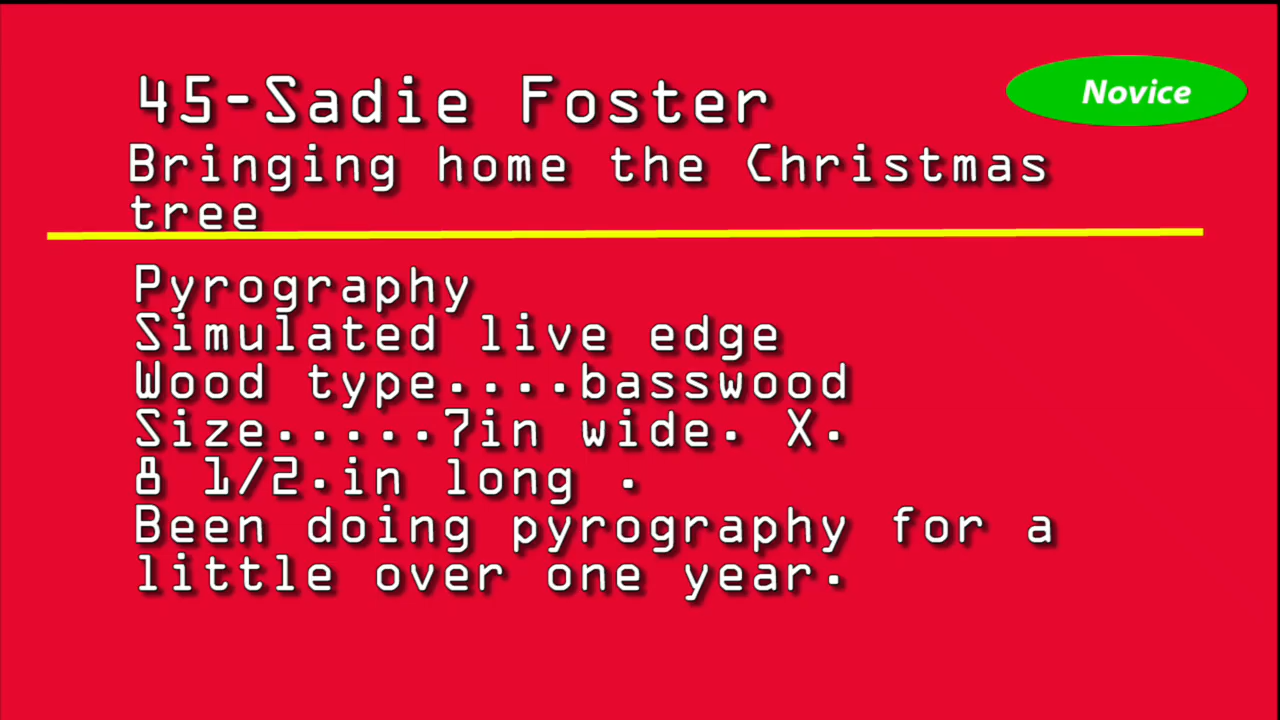 45-Sadie Foster
Novice
Bringing home the Christmas
tree
Pyrography
Simulated live edge
Wood type....basswood
Size.....7in wide. X.
8 1/2.in long .
Been doing pyrography for a
little over one year.